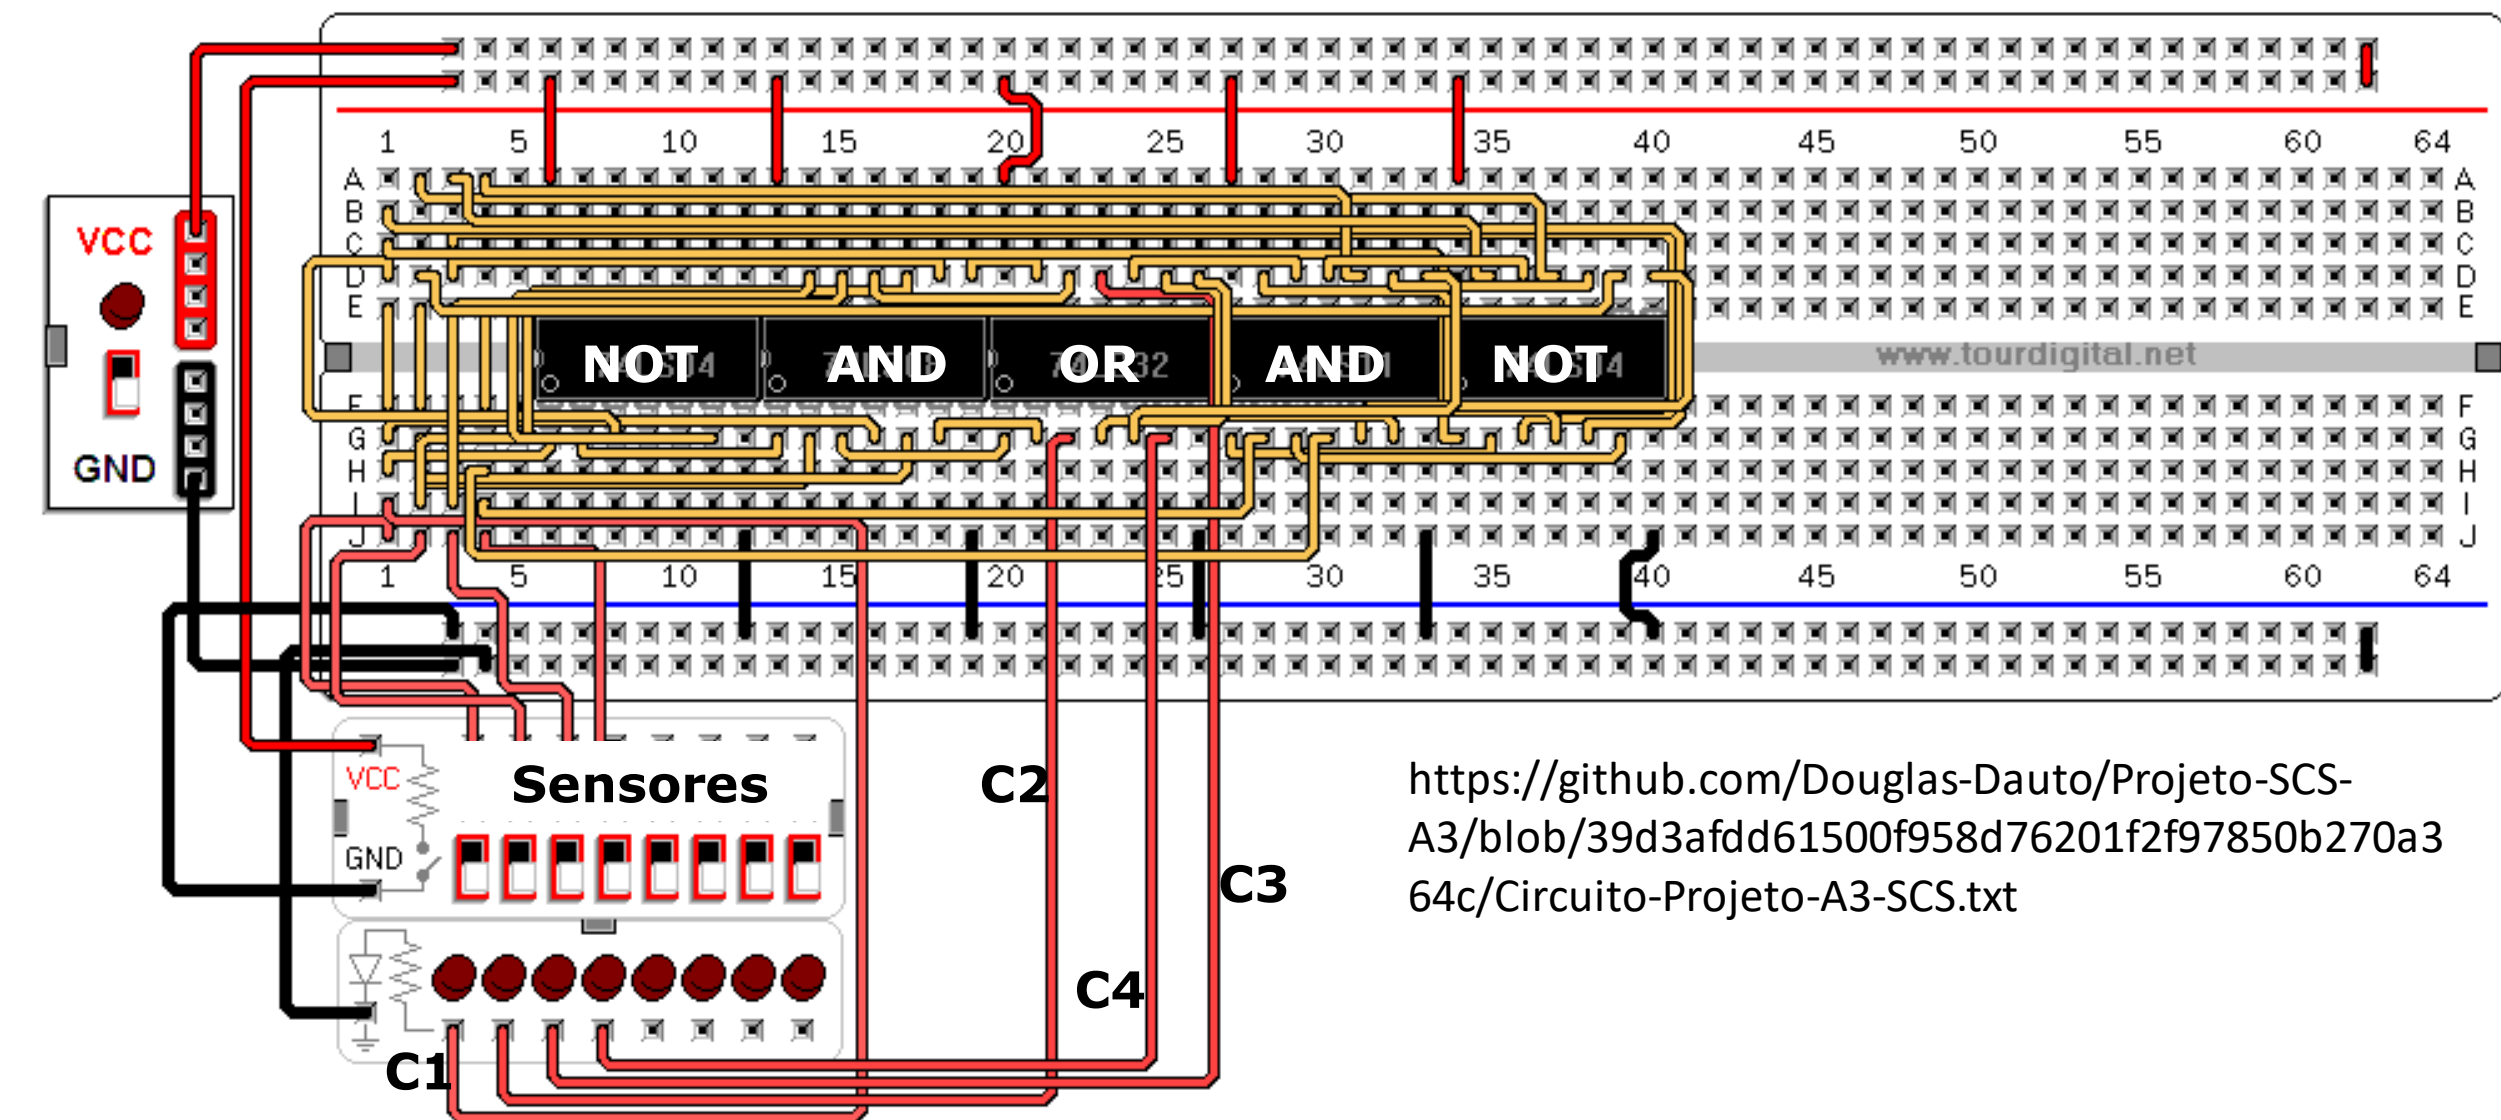 1 5 10 15 20 25 30 35 40 45 50 55 60 64
A A
B B
VCC
C C
D D
E E
NOT AND OR AND NOT
www.tourdigital.net
F F
G G
GND
H H
I I
J J
1 5 10 15 20 25 30 35 40 45 50 55 60 64
VCC
Sensores
C2
GND
C3
C4
C1
https://github.com/Douglas-Dauto/Projeto-SCS-
A3/blob/39d3afdd61500f958d76201f2f97850b270a3
64c/Circuito-Projeto-A3-SCS.txt